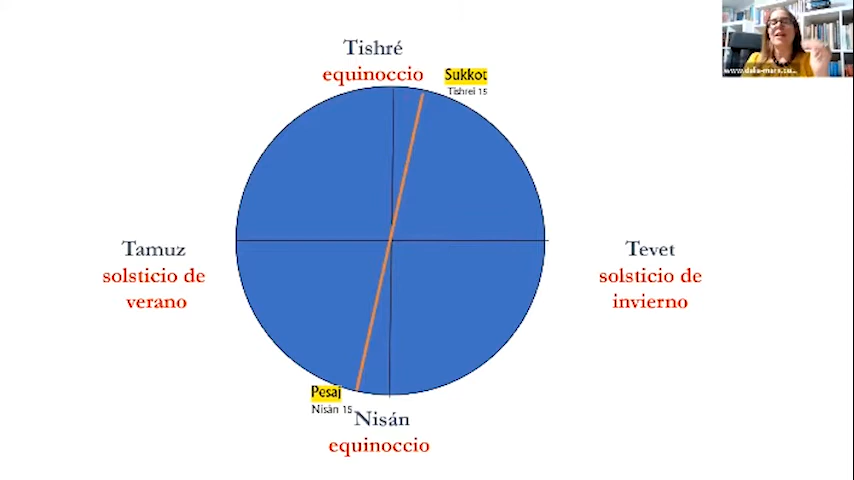 Tishré
equinoccio
Sukkot
Tishrei 15
Tamuz
solsticio de
verano
Tevet
solsticio de
invierno
Pesaj
Nisán 15
Nisán
equinoccio